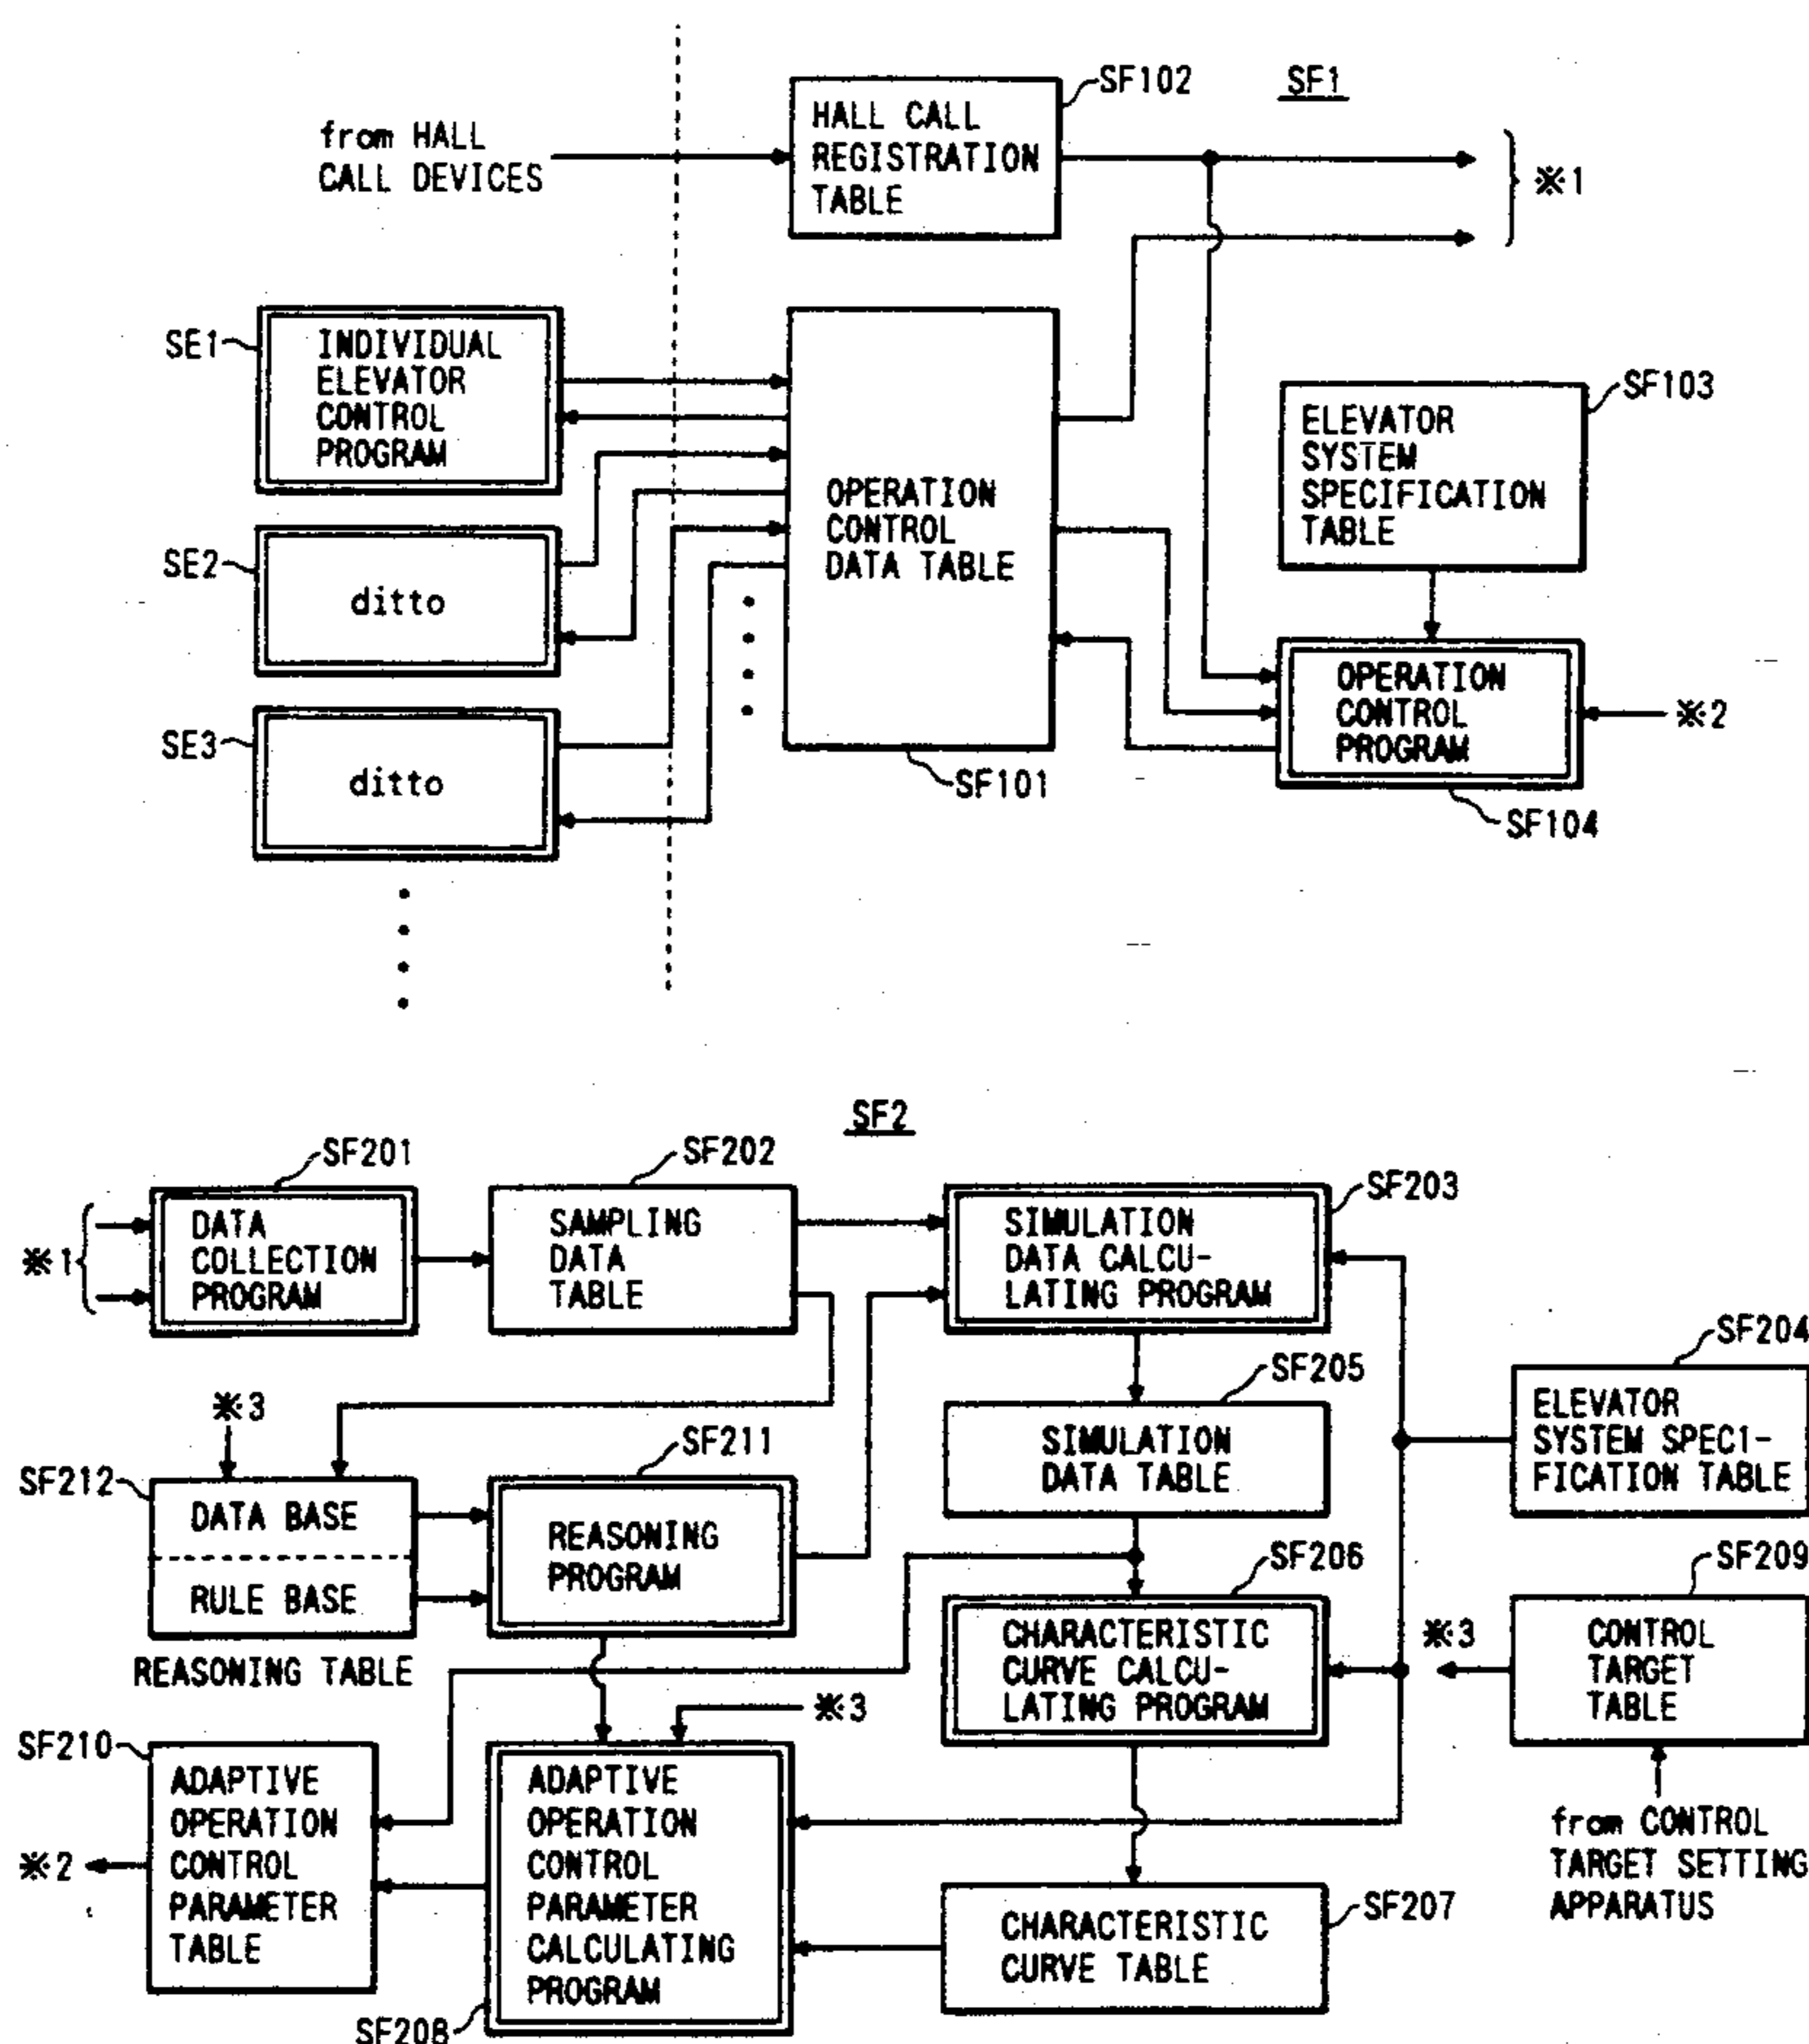 SF102
SF1
from HALL
CALL DEVICES
HALL CALL
REGISTRATION
TABLE
※1
SE1
INDIVIDUAL
ELEVATOR
CONTROL
PROGRAM
SF103
ELEVATOR
SYSTEM
SPECIFICATION
TABLE
OPERATION
CONTROL
DATA TABLE
SE2
ditto
SE3
ditto
OPERATION
CONTROL
PROGRAM
※2
SF101
SF104
SF2
SF201
SF202
SF203
※1
DATA
COLLECTION
PROGRAM
SAMPLING
DATA
TABLE
SIMULATION
DATA CALCU-
LATING PROGRAM
SF204
SF205
※3
ELEVATOR
SYSTEM SPECI-
FICATION TABLE
SIMULATION
DATA TABLE
SF211
SF212
DATA BASE
RULE BASE
REASONING TABLE
REASONING
PROGRAM
SF206
SF209
CHARACTERISTIC
CURVE CALCU-
LATING PROGRAM
※3
CONTROL
TARGET
TABLE
※3
SF210
ADAPTIVE
OPERATION
CONTROL
PARAMETER
TABLE
※2
ADAPTIVE
OPERATION
CONTROL
PARAMETER
CALCULATING
PROGRAM
SF208
from CONTROL
TARGET SETTING
APPARATUS
SF207
CHARACTERISTIC
CURVE TABLE